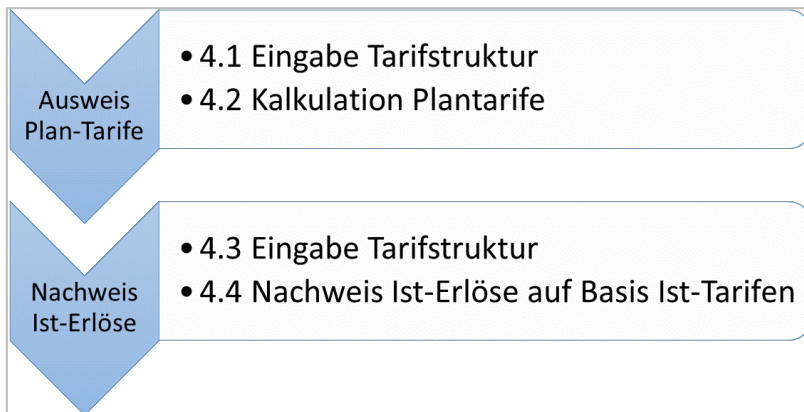 Ausweis
Plan-Tarife
• 4.1 Eingabe Tarifstruktur
• 4.2 Kalkulation Plantarife
Nachweis
Ist-Erlöse
• 4.3 Eingabe Tarifstruktur
• 4.4 Nachweis Ist-Erlöse auf Basis Ist-Tarifen